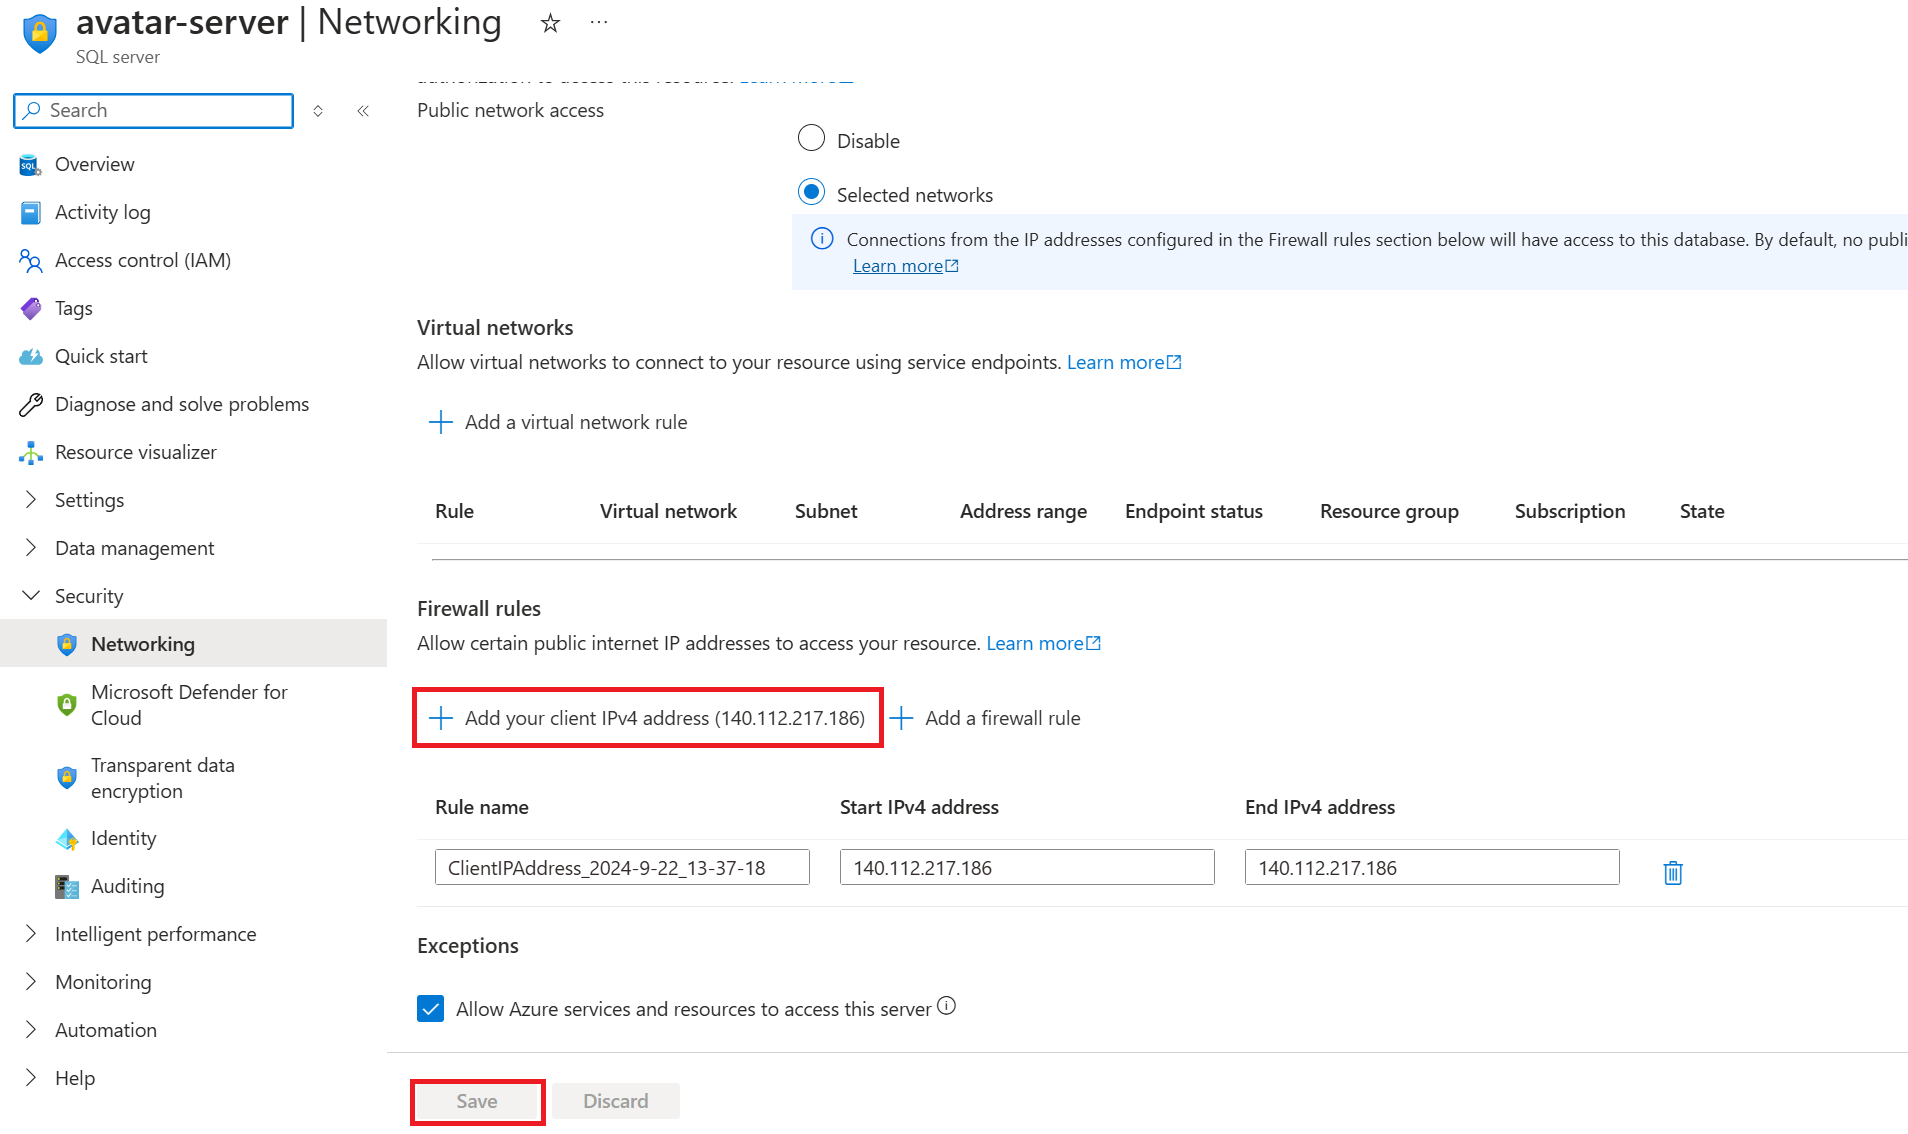 avatar-server | Networking
SQL server
Search
Overview
Activity log
Access control (IAM)
Tags
Quick start
Diagnose and solve problems
Resource visualizer
Settings
Data management
Security
Networking
Microsoft Defender for
Cloud
Transparent data
encryption
Identity
Auditing
Intelligent performance
Monitoring
Automation
Help
authorization to access this resource. Learn more
Public network access
Disable
Selected networks
Connections from the IP addresses configured in the Firewall rules section below will have access to this database. By default, no publi
Learn more
Virtual networks
Allow virtual networks to connect to your resource using service endpoints. Learn more
Add a virtual network rule
Rule Virtual network Subnet Address range Endpoint status Resource group Subscription State
Firewall rules
Allow certain public internet IP addresses to access your resource. Learn more
Add your client IPv4 address (140.112.217.186) Add a firewall rule
Rule name Start IPv4 address End IPv4 address
ClientIPAddress_2024-9-22_13-37-18 140.112.217.186 140.112.217.186
Exceptions
Allow Azure services and resources to access this server
Save Discard